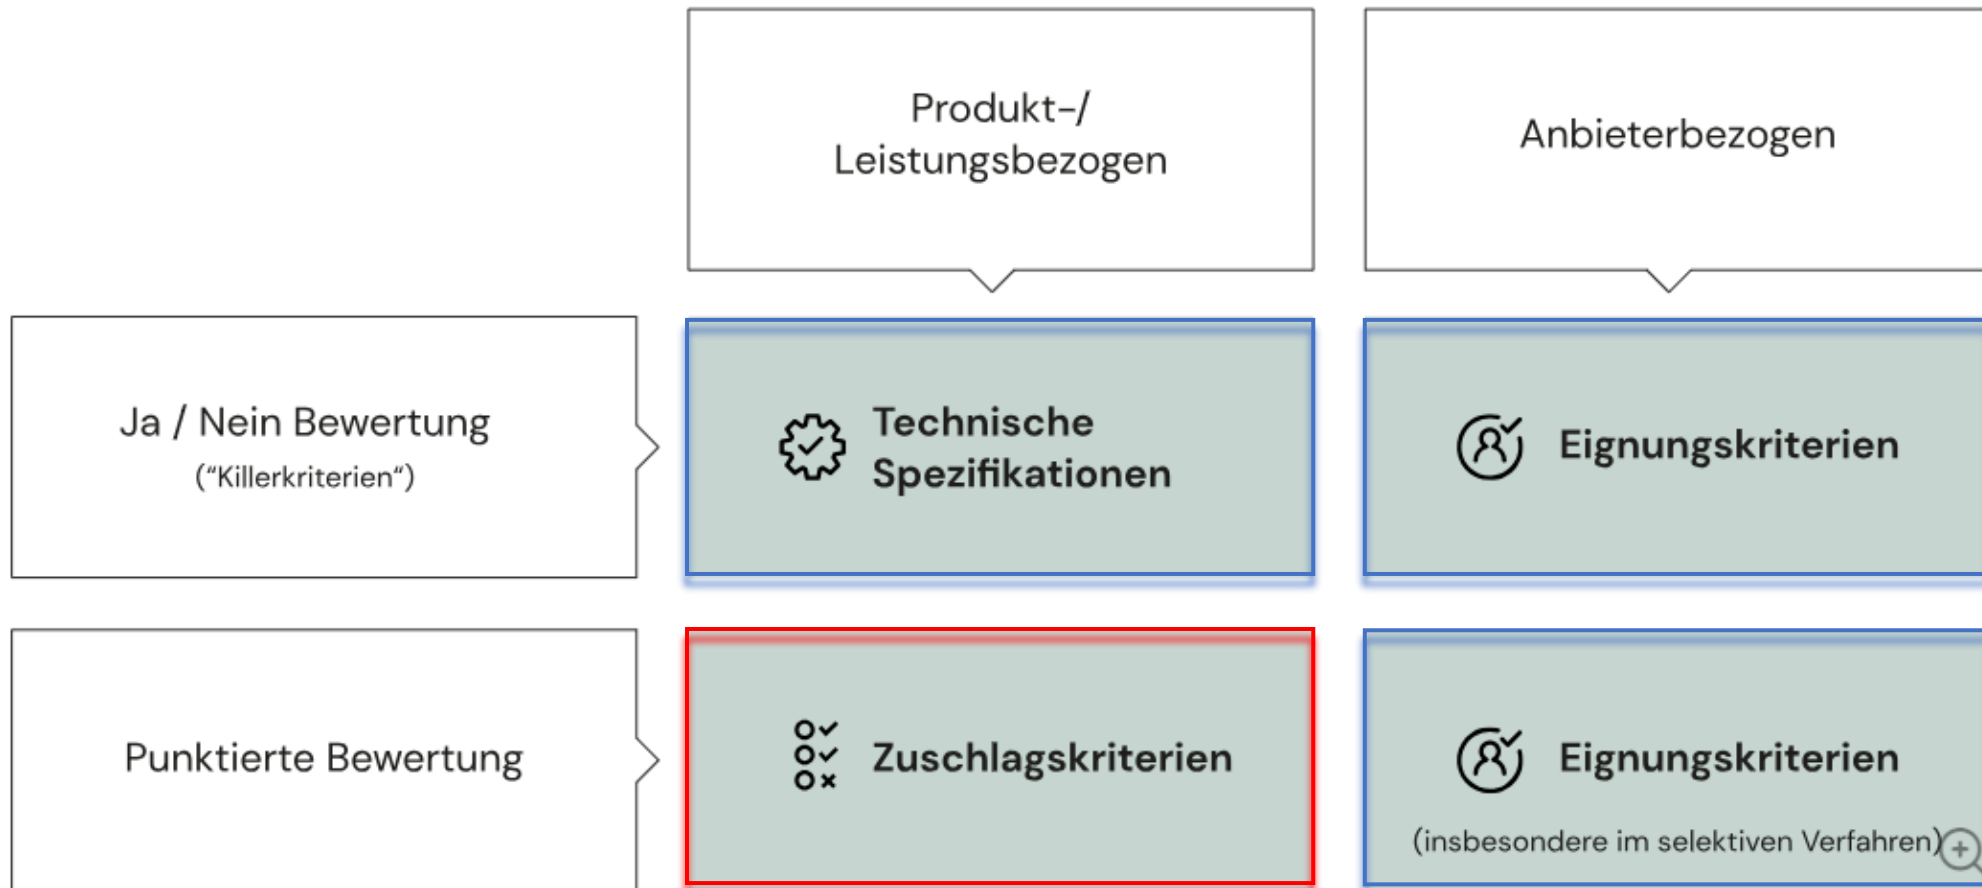 Produkt-/
Leistungsbezogen
Anbieterbezogen
Ja / Nein Bewertung
(“Killerkriterien“)
Technische
Spezifikationen
Eignungskriterien
Punktierte Bewertung
Zuschlagskriterien
Eignungskriterien
(insbesondere im selektiven Verfahren)